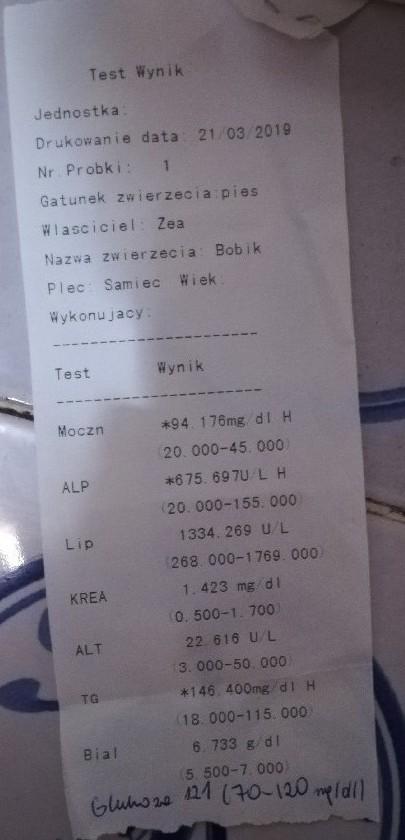 Test Wynik
Jednostka:
Drukowanie data: 21/03/2019
Nr.Probki: 1
Gatunek zwierzecia:pies
Wlasciciel: Zea
Nazwa zwierzecia: Bobik
Plec: Samiec Wiek:
Wykonujacy:
----------------------
Test Wynik
----------------------
Moczn *94.176mg/dl H
(20.000-45.000)
ALP *675.697U/L H
(20.000-155.000)
Lip 1334.269 U/L
(268.000-1769.000)
KREA 1.423 mg/dl
(0.500-1.700)
ALT 22.616 U/L
(3.000-50.000)
TG *146.400mg/dl H
(18.000-115.000)
Bial 6.733 g/dl
(5.500-7.000)
Glukoza 121 (70-120 mg/dl)